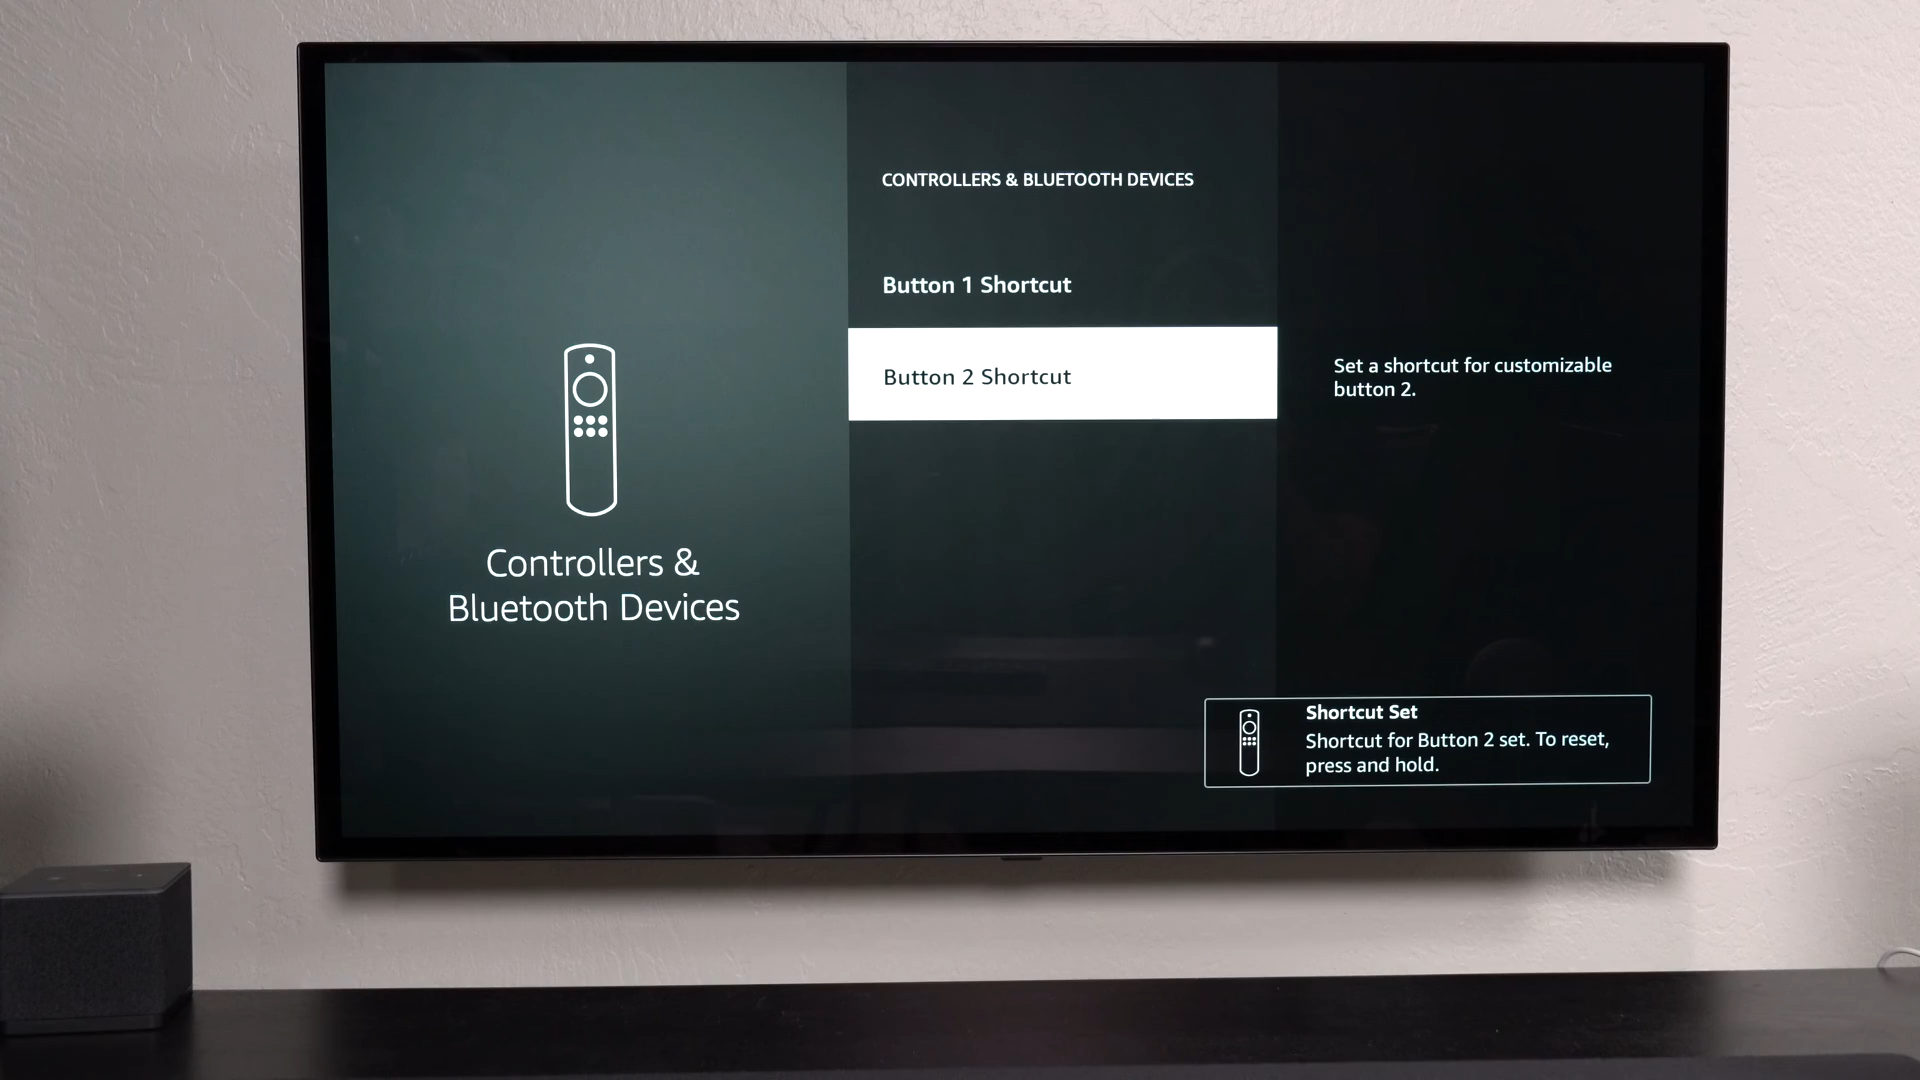 CONTROLLERS & BLUETOOTH DEVICES
Button 1 Shortcut
Button 2 Shortcut
Set a shortcut for customizable
button 2.
Controllers &
Bluetooth Devices
Shortcut Set
Shortcut for Button 2 set. To reset,
press and hold.